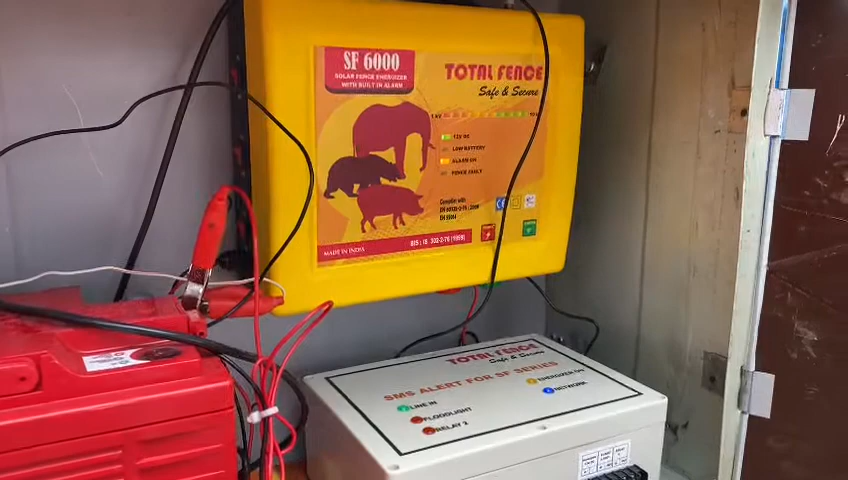 SF 6000
SOLAR FENCE ENERGIZER
WITH BUILT IN ALARM
TOTAL FENCE
Safe & Secure
12V DC
LOW BATTERY
ALARM ON
FENCE FAULT
Complies with
MADE IN INDIA
TOTAL FENCE
Safe & Secure
SMS ALERT FOR SF SERIES
LINE IN
ENERGIZER ON
FLOODLIGHT
NETWORK
RELAY 2